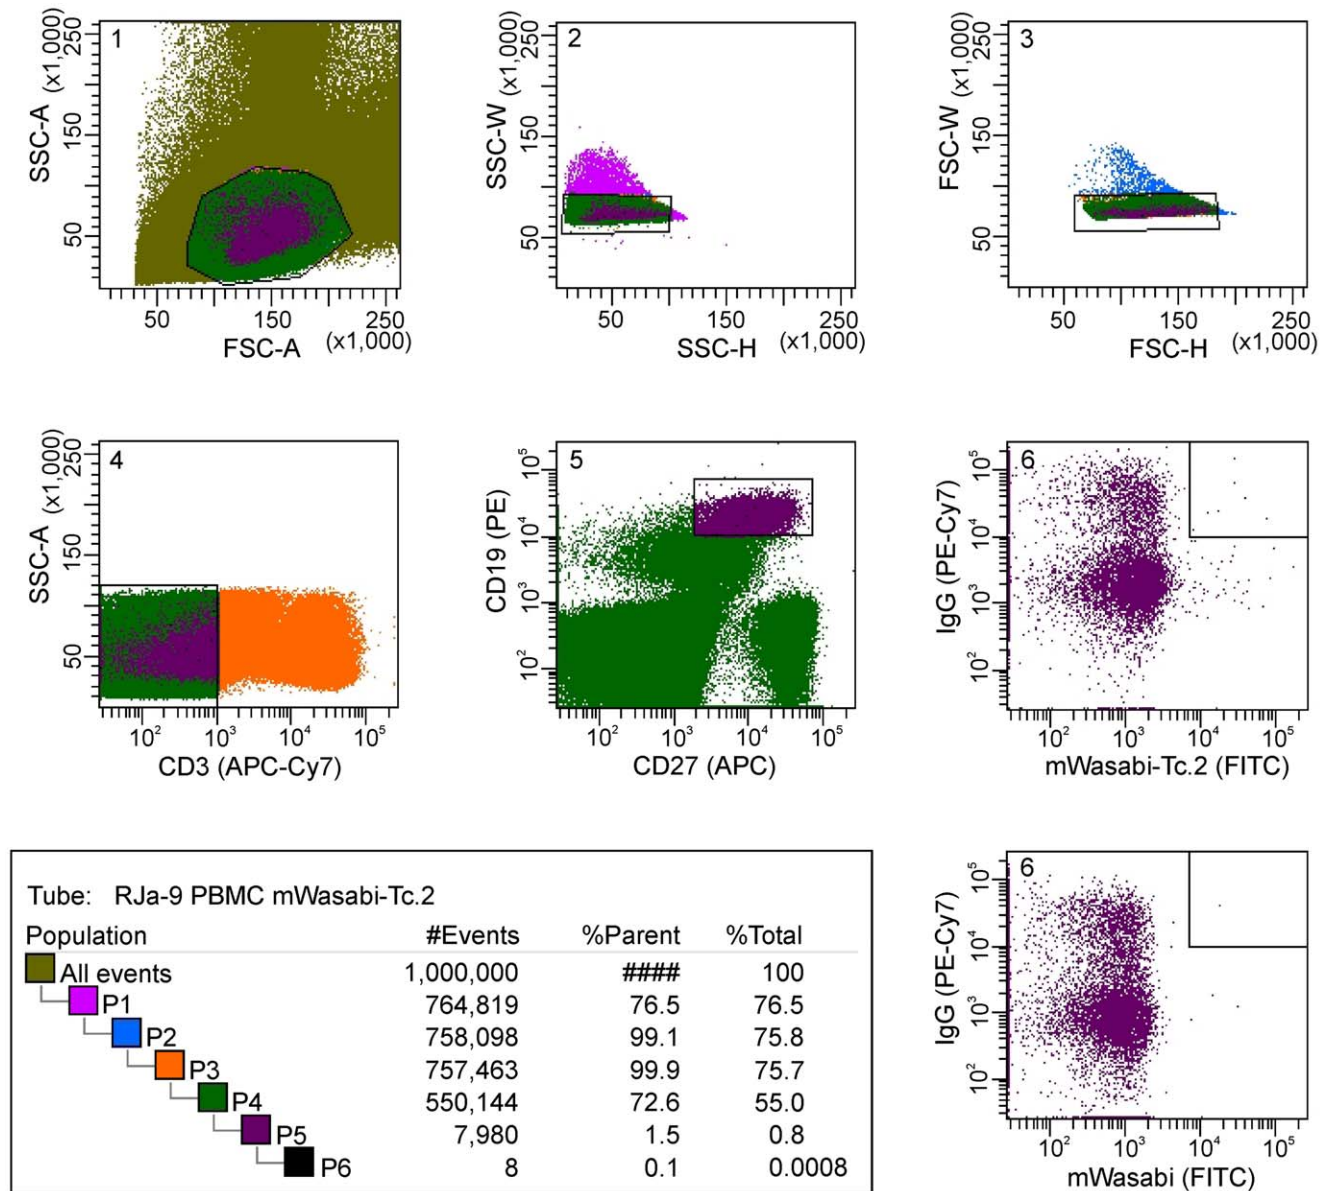 1
SSC-A (x1,000)
250
150
50
50 150 250
FSC-A (x1,000)
2
SSC-W (x1,000)
250
150
50
50 150 250
SSC-H (x1,000)
3
FSC-W (x1,000)
250
150
50
50 150 250
FSC-H (x1,000)
4
SSC-A (x1,000)
250
150
50
10² 10³ 10⁴ 10⁵
CD3 (APC-Cy7)
5
CD19 (PE)
10⁵
10⁴
10³
10²
10² 10³ 10⁴ 10⁵
CD27 (APC)
6
IgG (PE-Cy7)
10⁵
10⁴
10³
10²
10² 10³ 10⁴ 10⁵
mWasabi-Tc.2 (FITC)
Tube: RJa-9 PBMC mWasabi-Tc.2
Population #Events %Parent %Total
All events 1,000,000 #### 100
P1 764,819 76.5 76.5
P2 758,098 99.1 75.8
P3 757,463 99.9 75.7
P4 550,144 72.6 55.0
P5 7,980 1.5 0.8
P6 8 0.1 0.0008
6
IgG (PE-Cy7)
10⁵
10⁴
10³
10²
10² 10³ 10⁴ 10⁵
mWasabi (FITC)